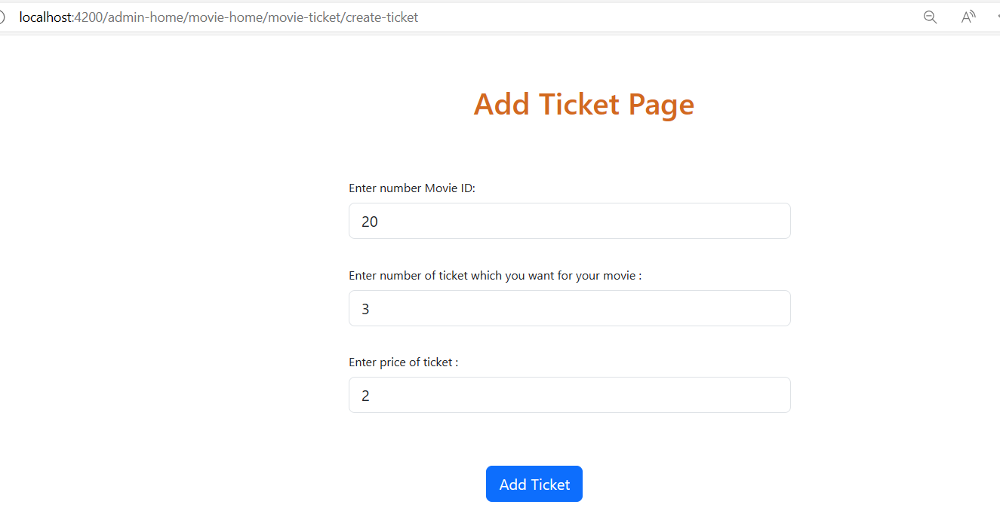 localhost:4200/admin-home/movie-home/movie-ticket/create-ticket
Add Ticket Page
Enter number Movie ID:
20
Enter number of ticket which you want for your movie :
3
Enter price of ticket :
2
Add Ticket